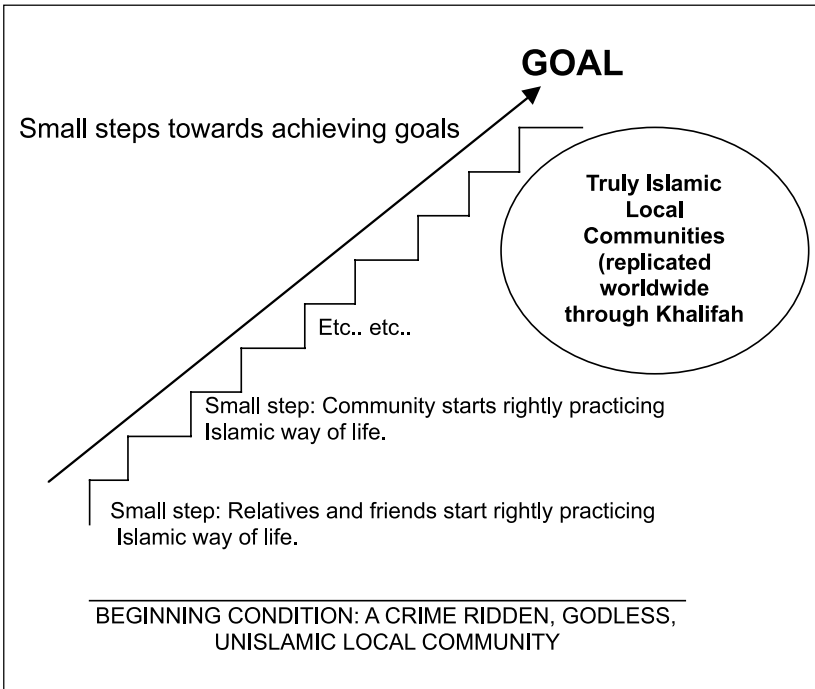 GOAL
Small steps towards achieving goals
Truly Islamic
Local
Communities
(replicated
worldwide
through Khalifah
Etc.. etc..
Small step: Community starts rightly practicing
Islamic way of life.
Small step: Relatives and friends start rightly practicing
Islamic way of life.
BEGINNING CONDITION: A CRIME RIDDEN, GODLESS,
UNISLAMIC LOCAL COMMUNITY